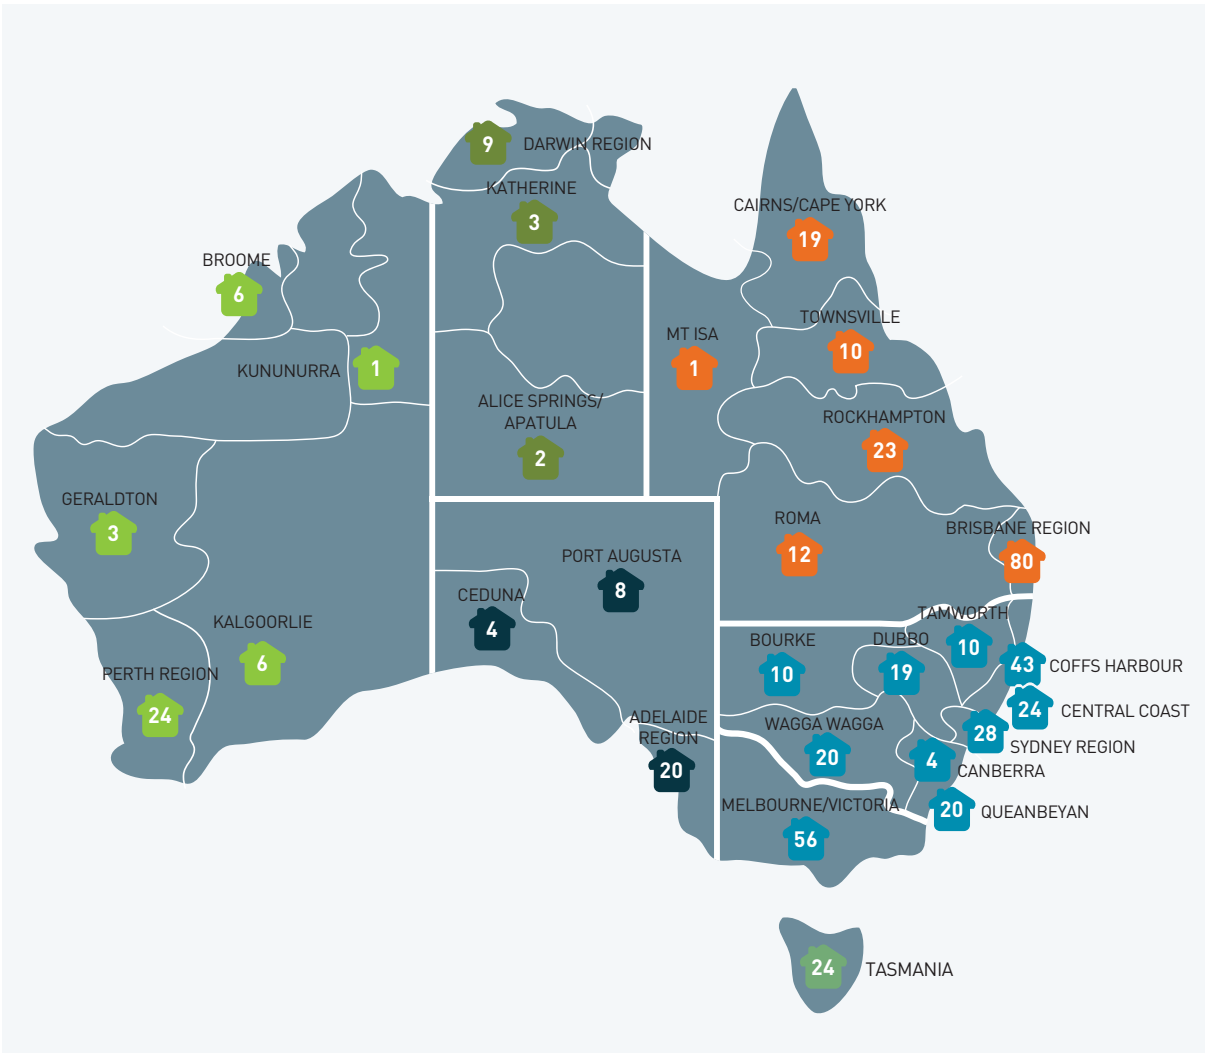 9
DARWIN REGION
KATHERINE
3
CAIRNS/CAPE YORK
19
BROOME
6
TOWNSVILLE
10
MT ISA
1
KUNUNURRA
1
ALICE SPRINGS/
APATULA
2
ROCKHAMPTON
23
GERALDTON
3
ROMA
12
BRISBANE REGION
80
PORT AUGUSTA
8
CEDUNA
4
KALGOORLIE
6
PERTH REGION
24
TAMWORTH
10
BOURKE
10
DUBBO
19
43
COFFS HARBOUR
24
CENTRAL COAST
ADELAIDE
REGION
20
WAGGA WAGGA
20
28
SYDNEY REGION
4
CANBERRA
20
QUEANBEYAN
MELBOURNE/VICTORIA
56
24
TASMANIA